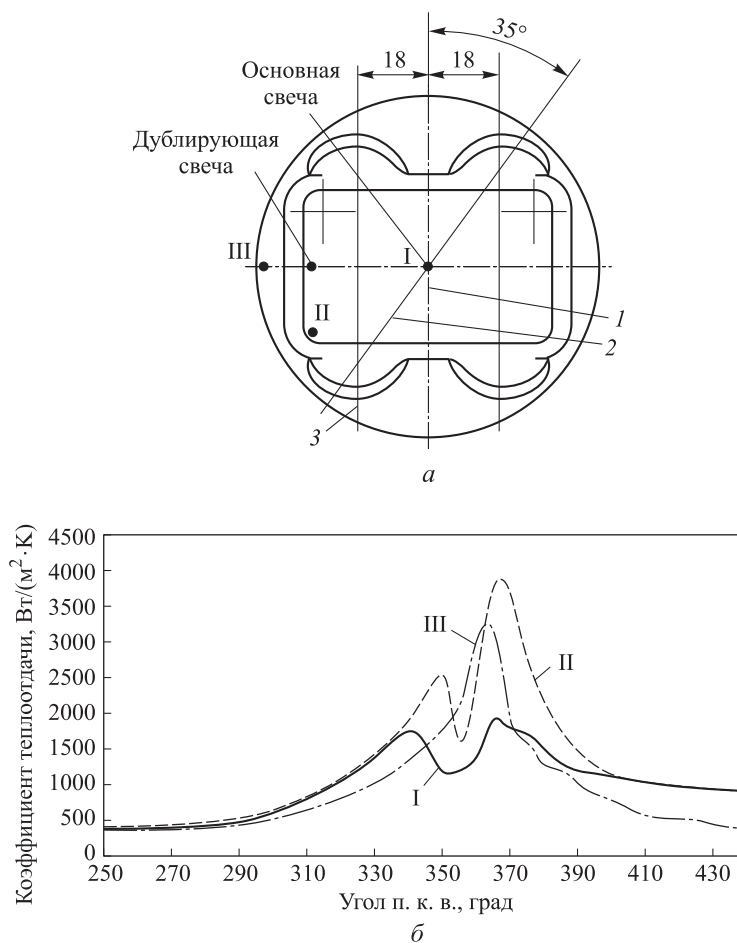 35°
18 18
Основная
свеча
Дублирующая
свеча
III
I
II
1
2
3
а
Коэффициент теплоотдачи, Вт/(м²·К)
4500
4000
3500
3000
2500
2000
1500
1000
500
0
III
II
I
250 270 290 310 330 350 370 390 410 430
Угол п. к. в., град
б